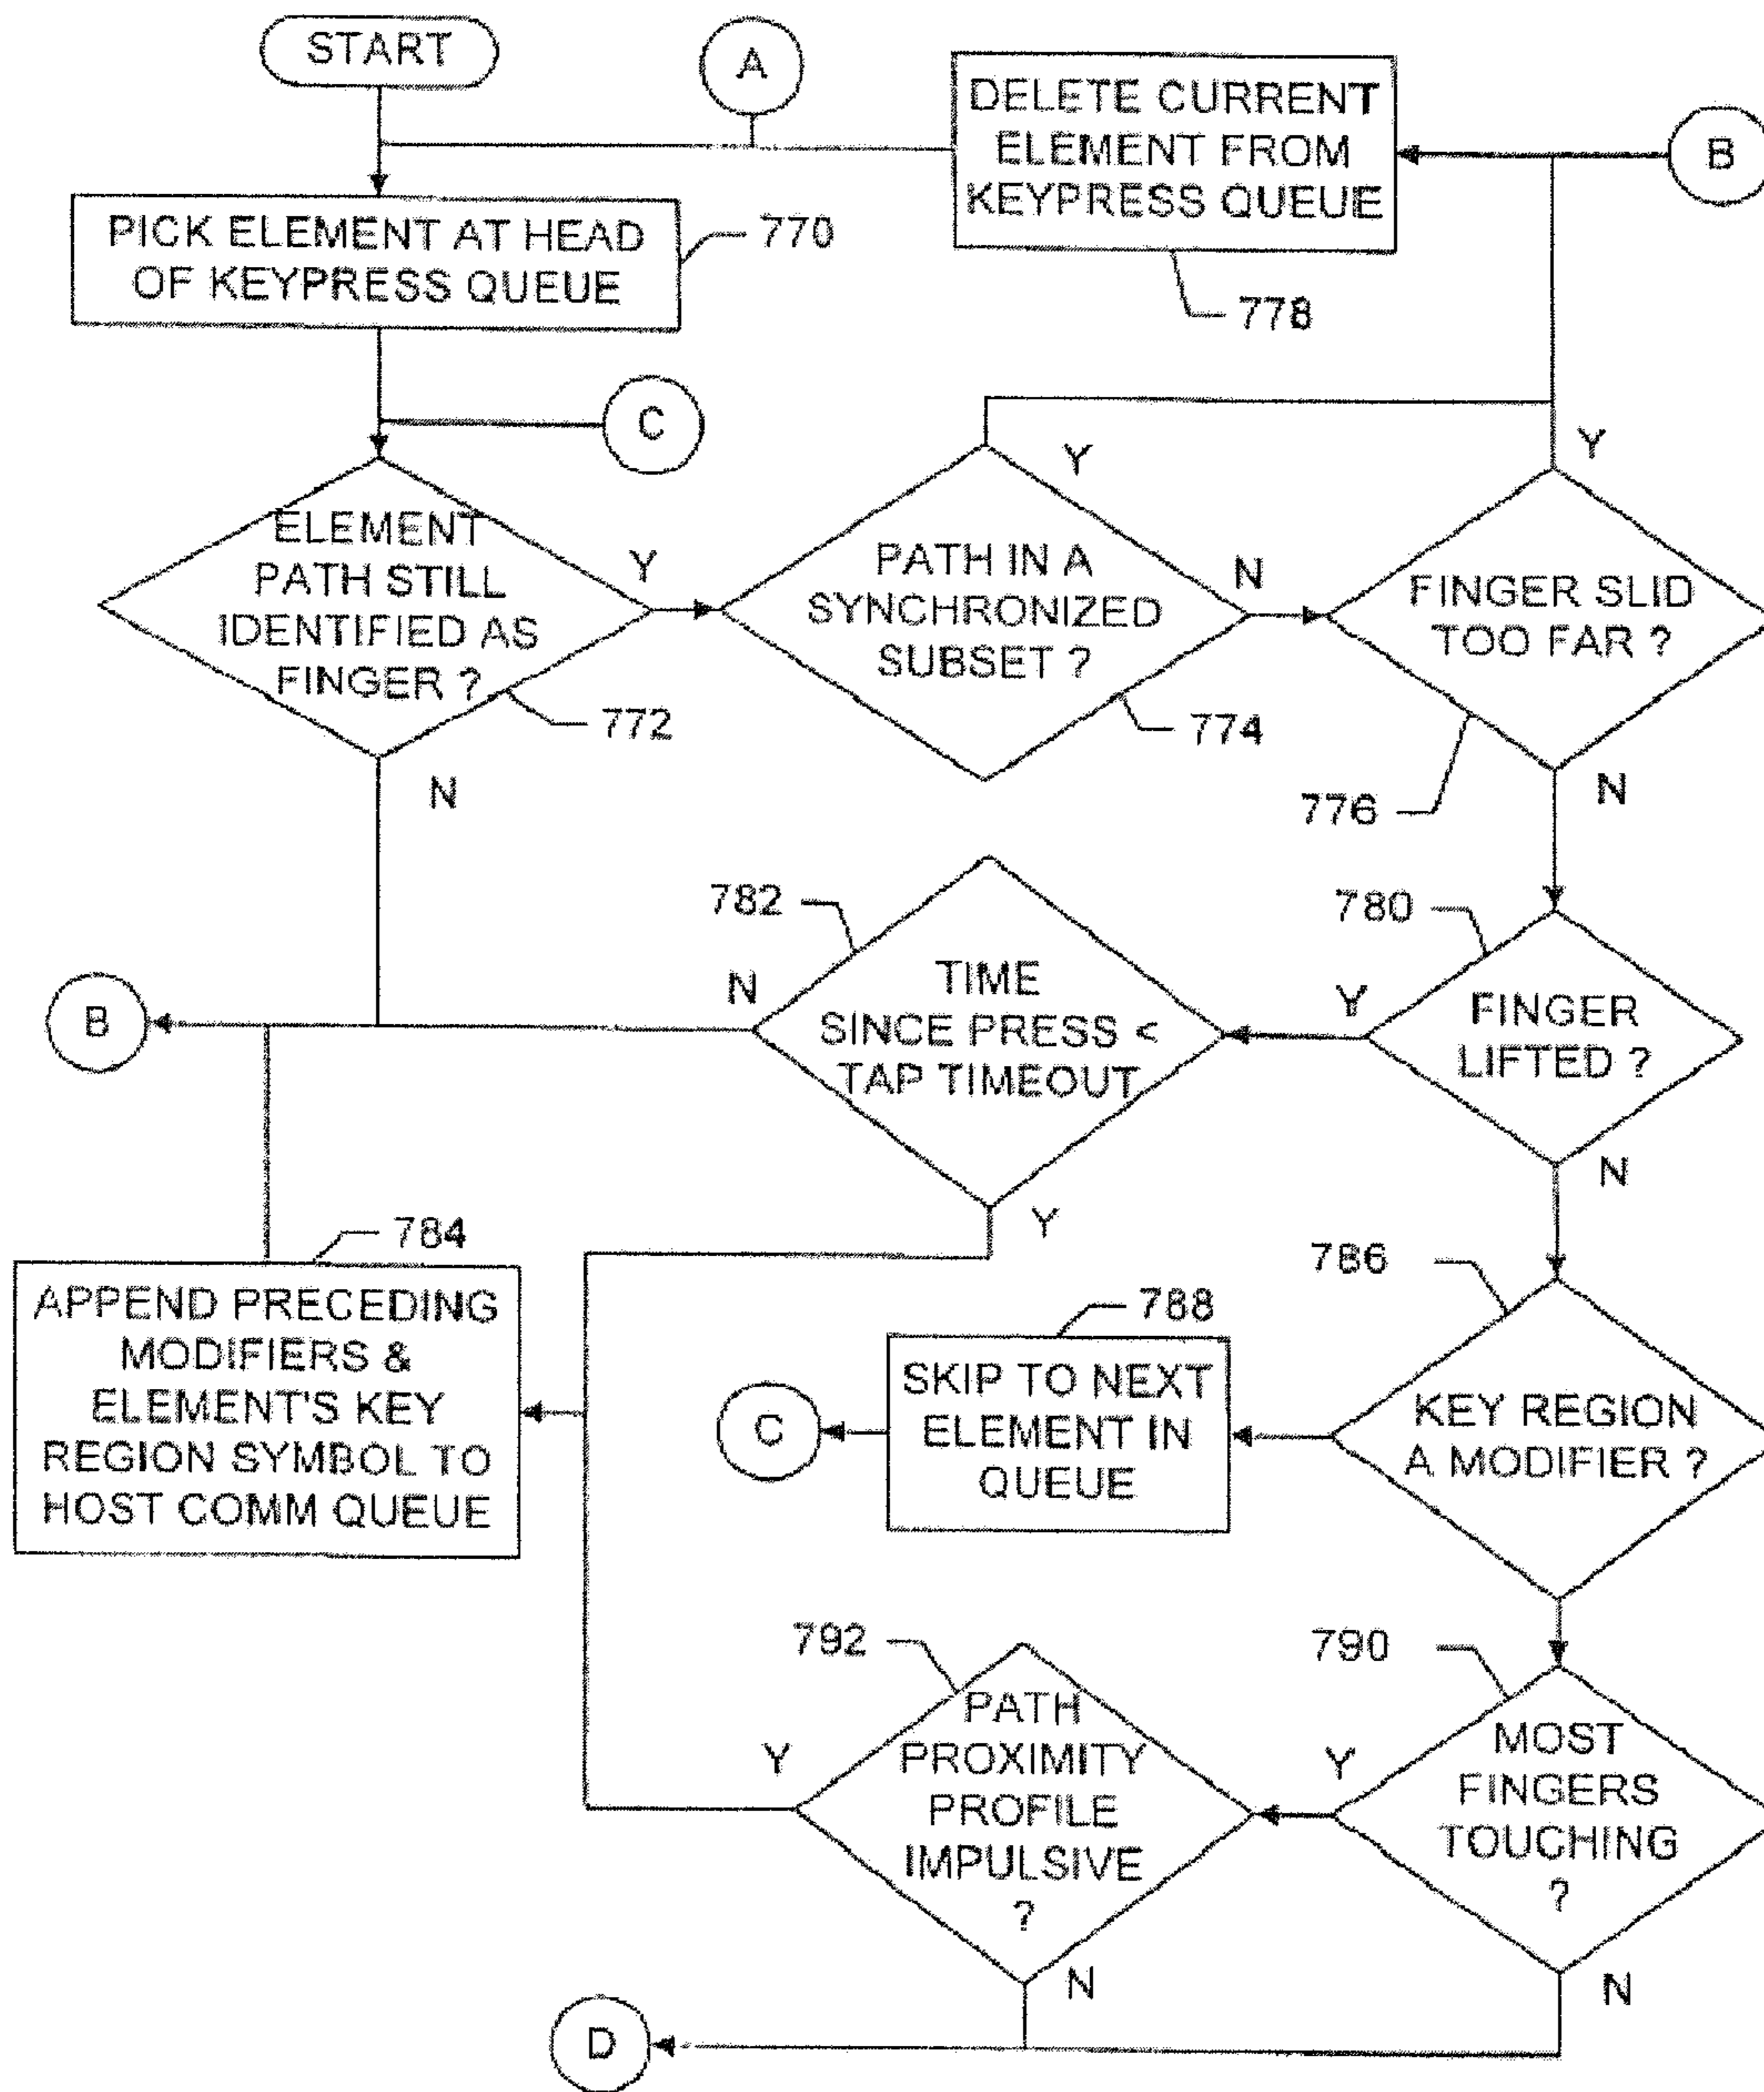 START
A
DELETE CURRENT
ELEMENT FROM
KEYPRESS QUEUE
B
PICK ELEMENT AT HEAD
OF KEYPRESS QUEUE
770
778
C
Y
Y
ELEMENT
PATH STILL
IDENTIFIED AS
FINGER ?
Y
PATH IN A
SYNCHRONIZED
SUBSET ?
N
FINGER SLID
TOO FAR ?
772
774
776
N
N
782
780
N
TIME
SINCE PRESS <
TAP TIMEOUT
Y
FINGER
LIFTED ?
B
N
Y
784
786
APPEND PRECEDING
MODIFIERS &
ELEMENT'S KEY
REGION SYMBOL TO
HOST COMM QUEUE
788
C
SKIP TO NEXT
ELEMENT IN
QUEUE
KEY REGION
A MODIFIER ?
792
790
Y
PATH
PROXIMITY
PROFILE
IMPULSIVE
?
Y
MOST
FINGERS
TOUCHING
?
N
N
D